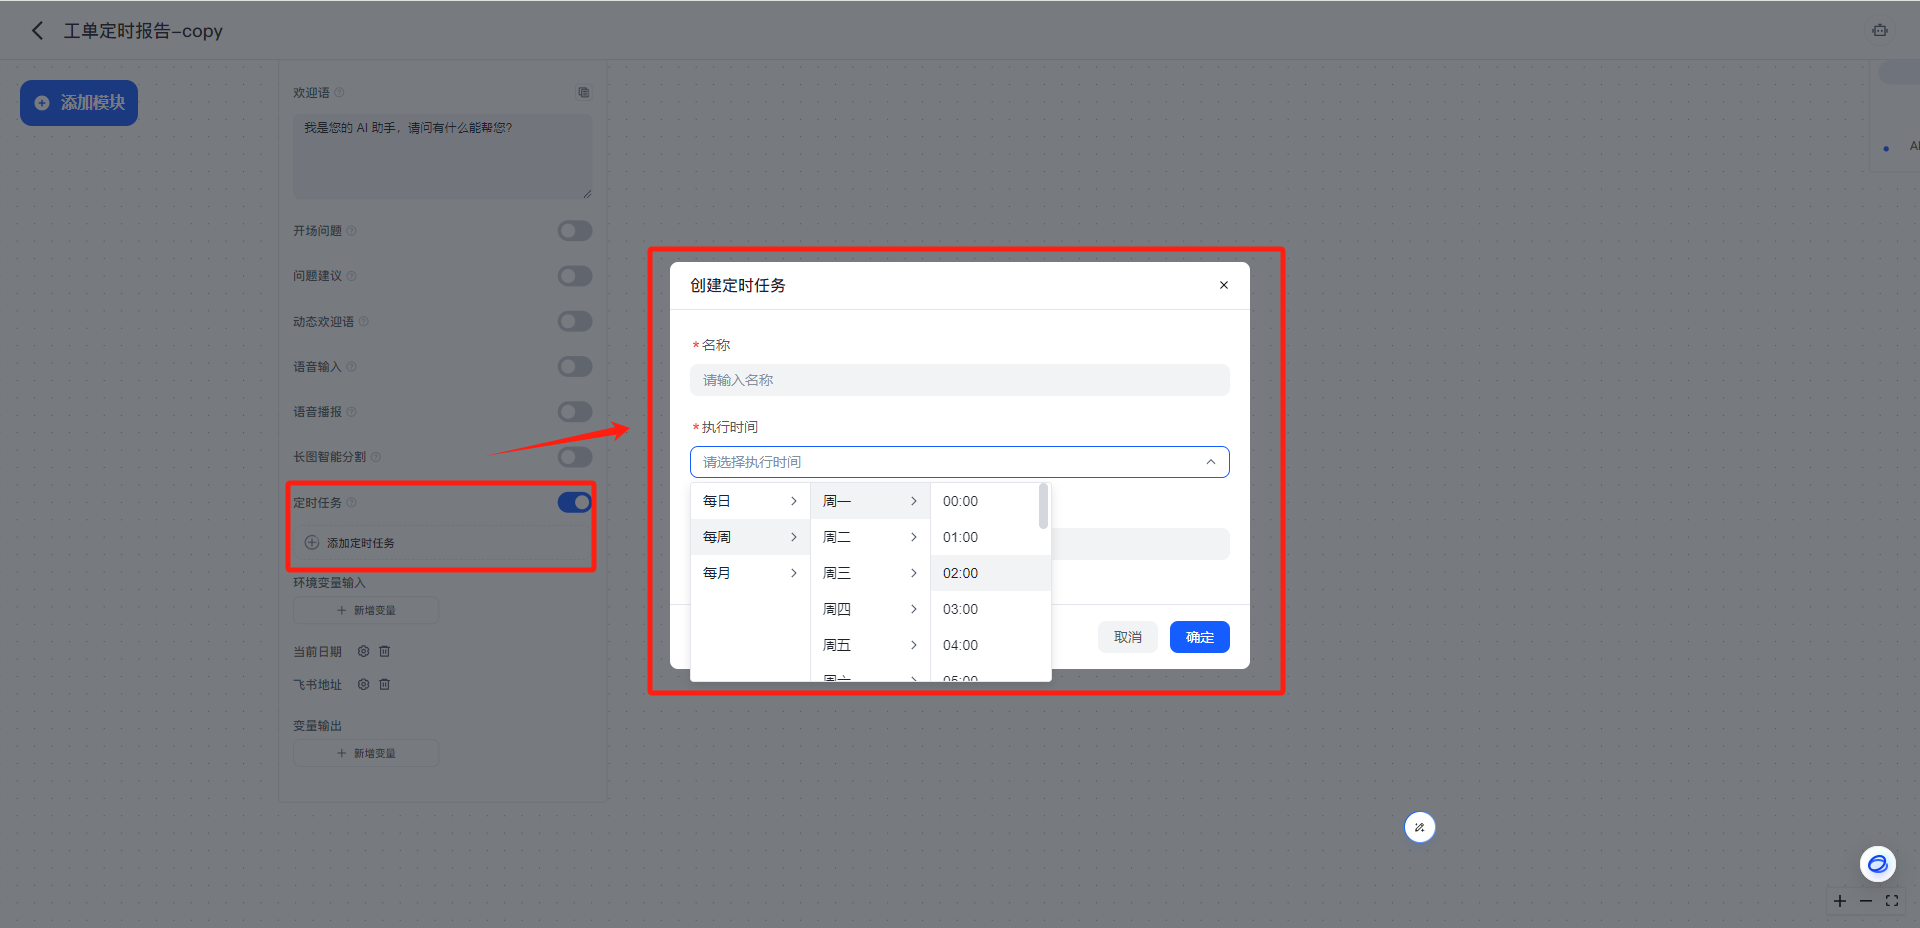 工单定时报告-copy
添加模块
欢迎语
我是您的 AI 助手，请问有什么能帮您?
开场问题
问题建议
动态欢迎语
语音输入
语音播报
长图智能分割
定时任务
添加定时任务
环境变量输入
新增变量
当前日期
飞书地址
变量输出
新增变量
创建定时任务
*名称
请输入名称
*执行时间
请选择执行时间
每日
每周
每月
周一
周二
周三
周四
周五
周六
00:00
01:00
02:00
03:00
04:00
05:00
取消
确定